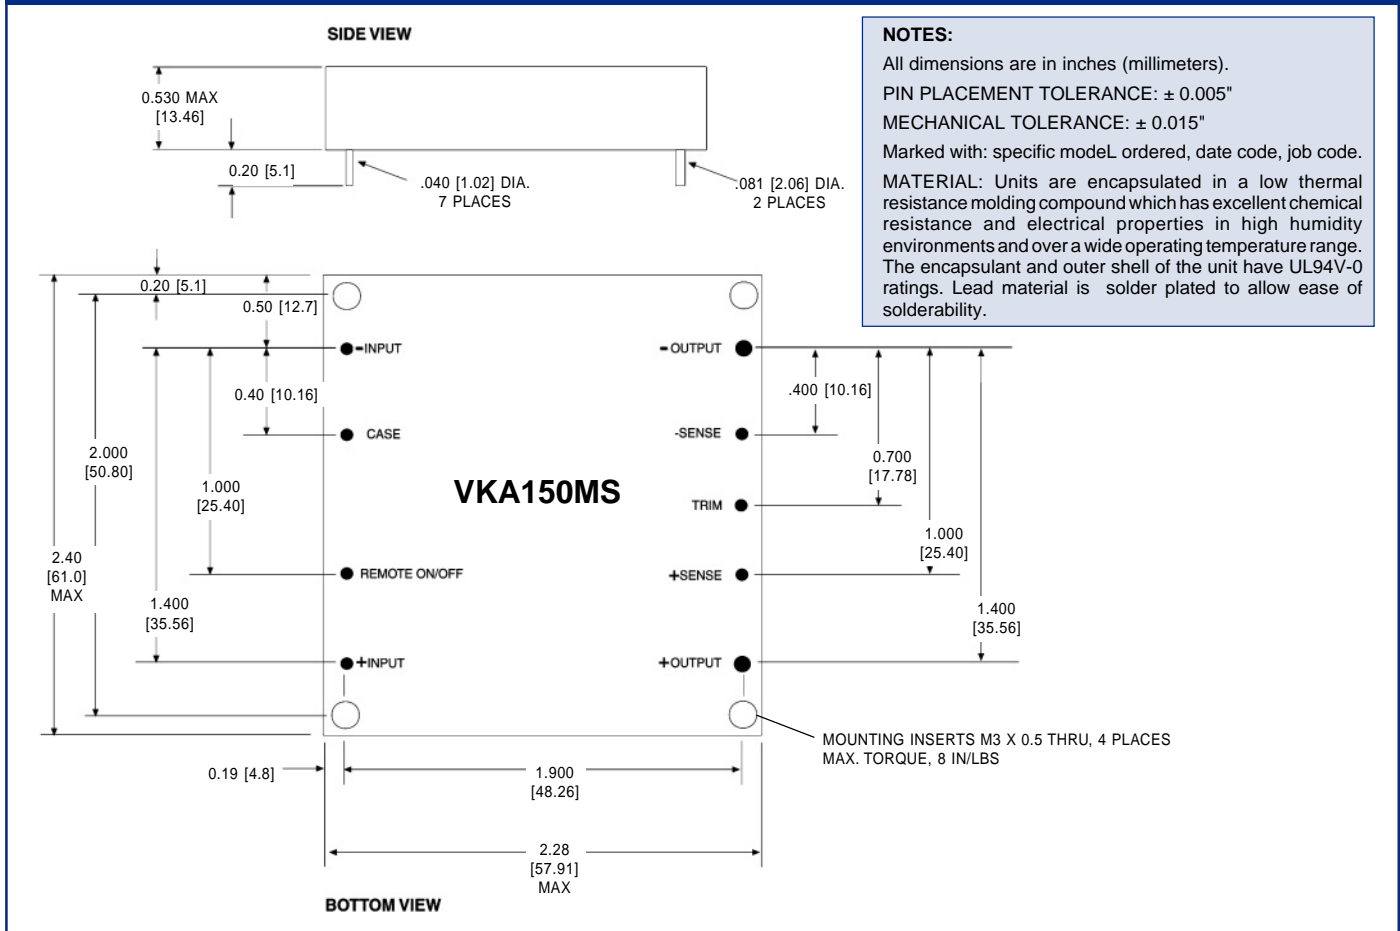 SIDE VIEW
0.530 MAX
[13.46]
0.20 [5.1]
.040 [1.02] DIA.
7 PLACES
.081 [2.06] DIA.
2 PLACES
NOTES:
All dimensions are in inches (millimeters).
PIN PLACEMENT TOLERANCE: ± 0.005"
MECHANICAL TOLERANCE: ± 0.015"
Marked with: specific modeL ordered, date code, job code.
MATERIAL: Units are encapsulated in a low thermal
resistance molding compound which has excellent chemical
resistance and electrical properties in high humidity
environments and over a wide operating temperature range.
The encapsulant and outer shell of the unit have UL94V-0
ratings. Lead material is solder plated to allow ease of
solderability.
0.20 [5.1]
0.50 [12.7]
-INPUT
-OUTPUT
0.40 [10.16]
.400 [10.16]
CASE
-SENSE
2.000
[50.80]
0.700
[17.78]
1.000
[25.40]
VKA150MS
TRIM
1.000
[25.40]
2.40
[61.0]
MAX
REMOTE ON/OFF
+SENSE
1.400
[35.56]
1.400
[35.56]
+INPUT
+OUTPUT
MOUNTING INSERTS M3 X 0.5 THRU, 4 PLACES
MAX. TORQUE, 8 IN/LBS
0.19 [4.8]
1.900
[48.26]
2.28
[57.91]
MAX
BOTTOM VIEW